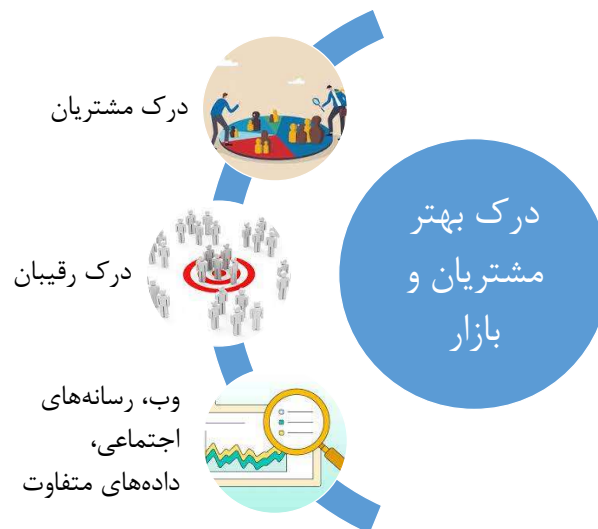 درک بهتر
مشتریان و
بازار
درک مشتریان
درک رقیبان
وب، رسانه‌های
اجتماعی،
داده‌های متفاوت